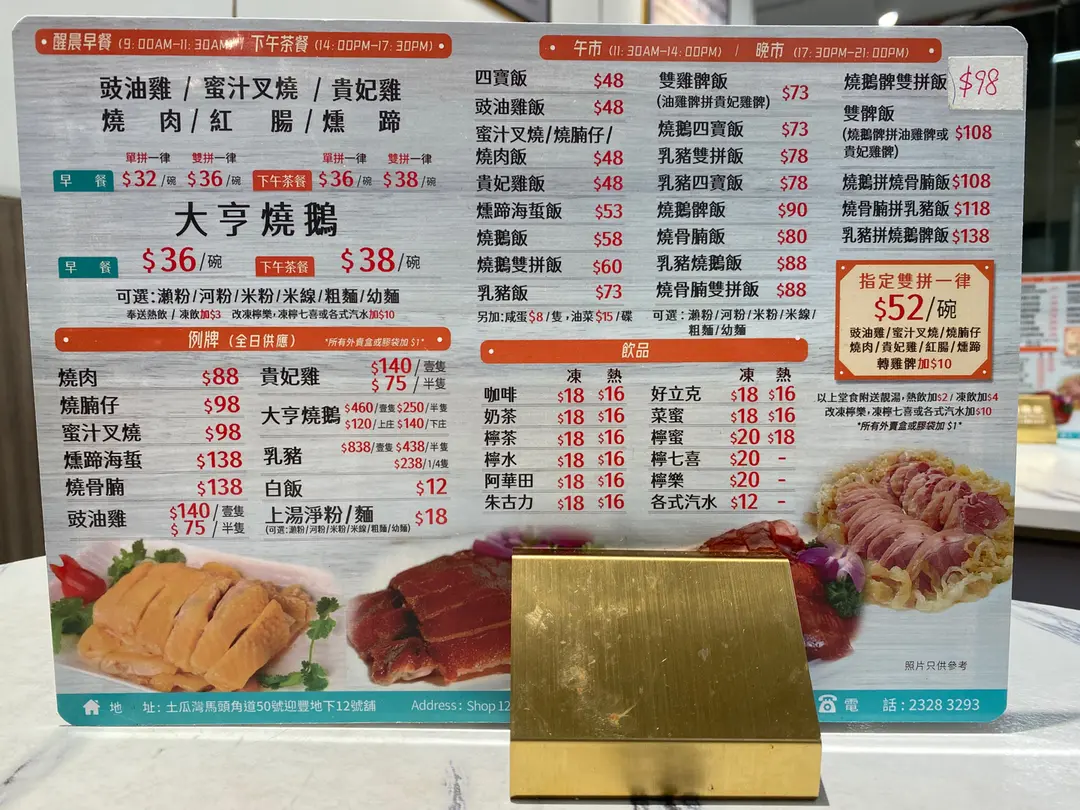 醒晨早餐 (9:00AM-11:30AM) / 下午茶餐 (14:00PM-17:30PM)
豉油雞 / 蜜汁叉燒 / 貴妃雞
燒 肉 / 紅 腸 / 燻 蹄
單拼一律 雙拼一律 單拼一律 雙拼一律
早 餐 $32/碗 $36/碗 下午茶餐 $36/碗 $38/碗
大亨燒鵝
早 餐 $36/碗 下午茶餐 $38/碗
可選:瀨粉/河粉/米粉/米線/粗麵/幼麵
奉送熱飲 / 凍飲加$3 改凍檸樂,凍檸七喜或各式汽水加$10
例牌 (全日供應) *所有外賣盒或膠袋加 $1*
燒肉 $88
燒腩仔 $98
蜜汁叉燒 $98
燻蹄海蜇 $138
燒骨腩 $138
豉油雞 $140/壹隻
$75/半隻
貴妃雞 $140/壹隻
$75/半隻
大亨燒鵝 $460/壹隻 $250/半隻
$120/上庄 $140/下庄
乳豬 $838/壹隻 $438/半隻
$238/1/4隻
白飯 $12
上湯淨粉/麵 $18
(可選:瀨粉/河粉/米粉/米線/粗麵/幼麵)
午市 (11:30AM-14:00PM) / 晚市 (17:30PM-21:00PM)
四寶飯 $48
豉油雞飯 $48
蜜汁叉燒/燒腩仔/
燒肉飯 $48
貴妃雞飯 $48
燻蹄海蜇飯 $53
燒鵝飯 $58
燒鵝雙拼飯 $60
乳豬飯 $73
另加:咸蛋$8/隻,油菜$15/碟
雙雞髀飯 $73
(油雞髀拼貴妃雞髀)
燒鵝四寶飯 $73
乳豬雙拼飯 $78
乳豬四寶飯 $78
燒鵝髀飯 $90
燒骨腩飯 $80
乳豬燒鵝飯 $88
燒骨腩雙拼飯 $88
可選:瀨粉/河粉/米粉/米線/
粗麵/幼麵
燒鵝髀雙拼飯 $98
雙髀飯
(燒鵝髀拼油雞髀或 $108
貴妃雞髀)
燒鵝拼燒骨腩飯 $108
燒骨腩拼乳豬飯 $118
乳豬拼燒鵝髀飯 $138
指定雙拼一律
$52/碗
豉油雞/蜜汁叉燒/燒腩仔
燒肉/貴妃雞/紅腸/燻蹄
轉雞髀加$10
以上堂食附送靚湯,熱飲加$2 / 凍飲加$4
改凍檸樂,凍檸七喜或各式汽水加$10
*所有外賣盒或膠袋加 $1*
飲品
凍 熱
咖啡 $18 $16
奶茶 $18 $16
檸茶 $18 $16
檸水 $18 $16
阿華田 $18 $16
朱古力 $18 $16
凍 熱
好立克 $18 $16
菜蜜 $18 $16
檸蜜 $20 $18
檸七喜 $20 -
檸樂 $20 -
各式汽水 $12 -
照片只供參考
地 址:土瓜灣馬頭角道50號迎豐地下12號舖 Address: Shop 12
電 話:2328 3293